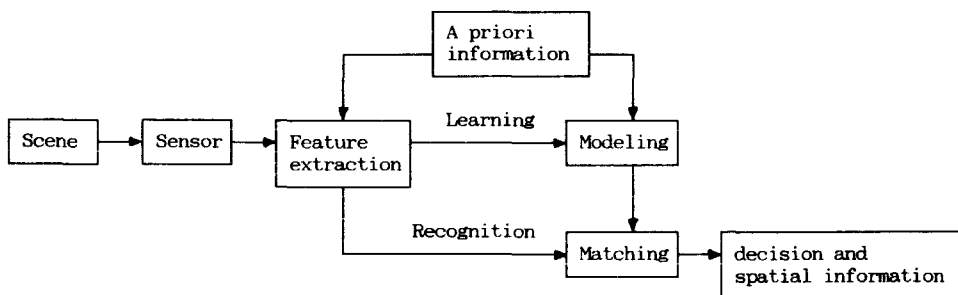 A priori
information
Learning
Scene
Sensor
Feature
extraction
Modeling
Recognition
Matching
decision and
spatial information